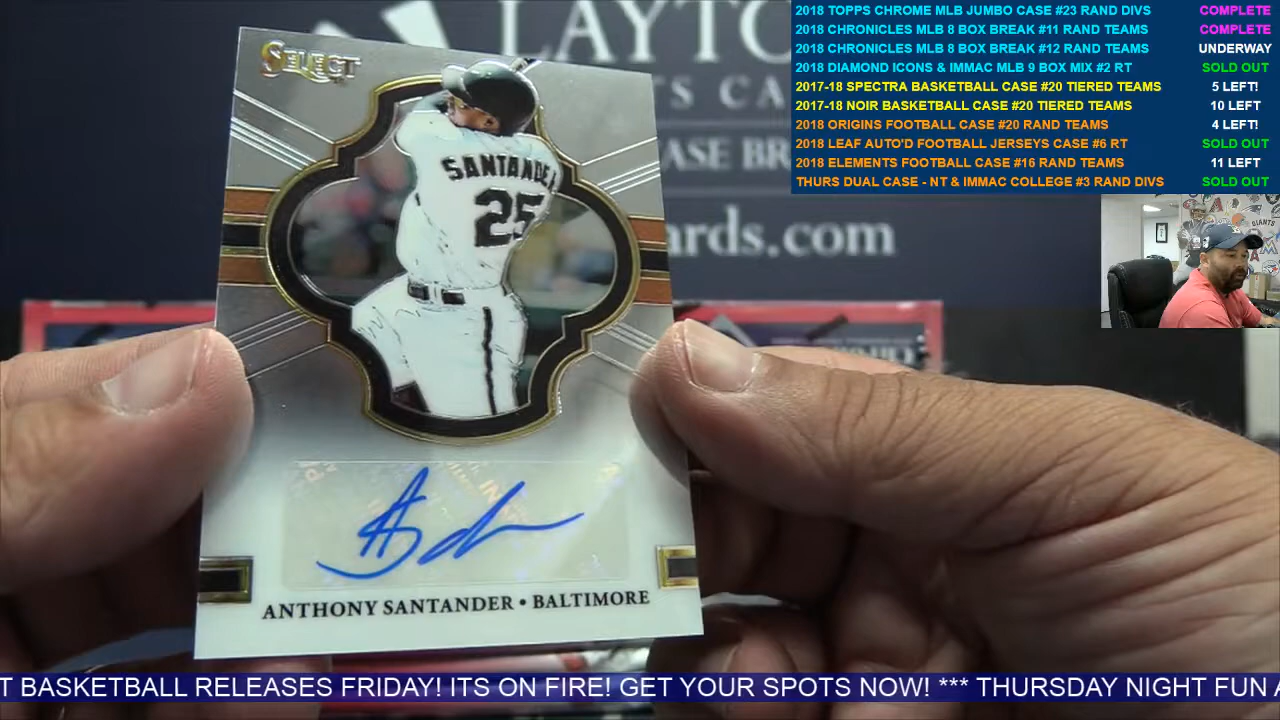 LAYTO
S CA
ASE BR
rds.com
2018 TOPPS CHROME MLB JUMBO CASE #23 RAND DIVS COMPLETE
2018 CHRONICLES MLB 8 BOX BREAK #11 RAND TEAMS COMPLETE
2018 CHRONICLES MLB 8 BOX BREAK #12 RAND TEAMS UNDERWAY
2018 DIAMOND ICONS & IMMAC MLB 9 BOX MIX #2 RT SOLD OUT
2017-18 SPECTRA BASKETBALL CASE #20 TIERED TEAMS 5 LEFT!
2017-18 NOIR BASKETBALL CASE #20 TIERED TEAMS 10 LEFT
2018 ORIGINS FOOTBALL CASE #20 RAND TEAMS 4 LEFT!
2018 LEAF AUTO'D FOOTBALL JERSEYS CASE #6 RT SOLD OUT
2018 ELEMENTS FOOTBALL CASE #16 RAND TEAMS 11 LEFT
THURS DUAL CASE - NT & IMMAC COLLEGE #3 RAND DIVS SOLD OUT
SELECT
SANTANDER
25
ANTHONY SANTANDER • BALTIMORE
T BASKETBALL RELEASES FRIDAY! ITS ON FIRE! GET YOUR SPOTS NOW! *** THURSDAY NIGHT FUN A